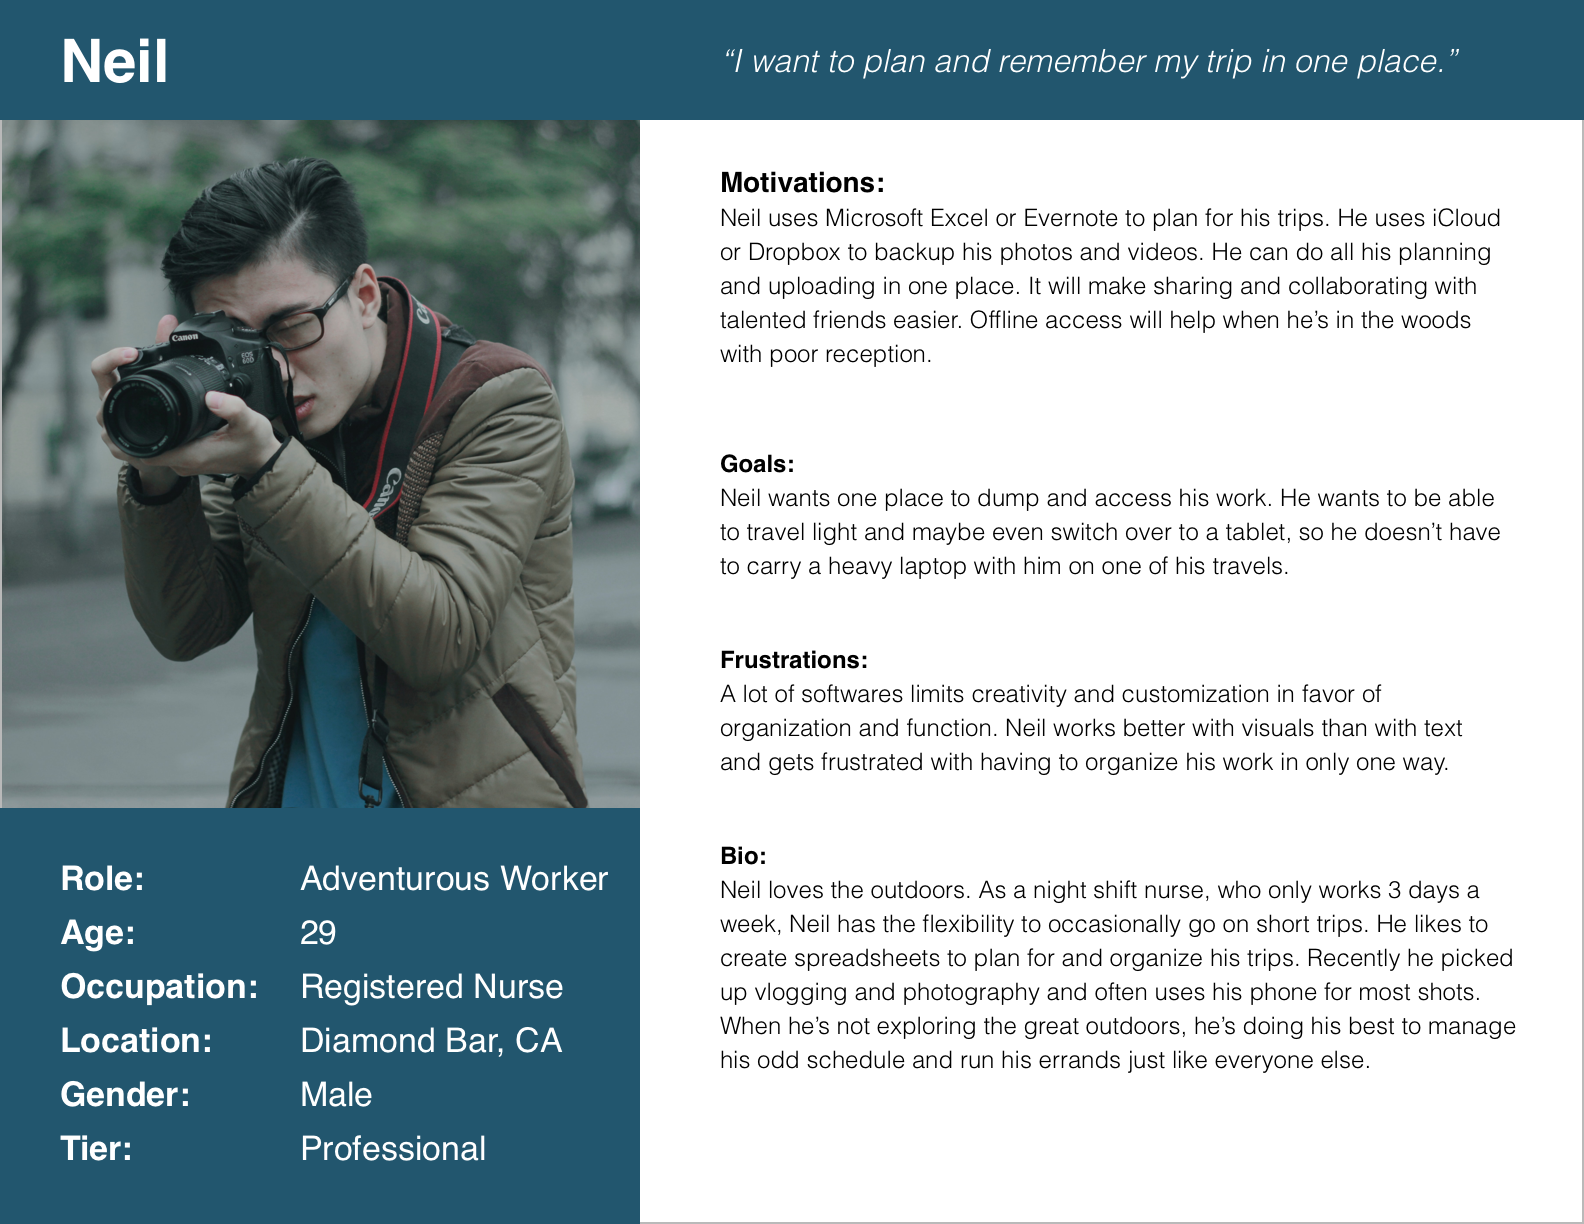 Neil
“I want to plan and remember my trip in one place.”
Canon
EOS
60D
Motivations:
Neil uses Microsoft Excel or Evernote to plan for his trips. He uses iCloud
or Dropbox to backup his photos and videos. He can do all his planning
and uploading in one place. It will make sharing and collaborating with
talented friends easier. Offline access will help when he’s in the woods
with poor reception.
Goals:
Neil wants one place to dump and access his work. He wants to be able
to travel light and maybe even switch over to a tablet, so he doesn’t have
to carry a heavy laptop with him on one of his travels.
Frustrations:
A lot of softwares limits creativity and customization in favor of
organization and function. Neil works better with visuals than with text
and gets frustrated with having to organize his work in only one way.
Bio:
Neil loves the outdoors. As a night shift nurse, who only works 3 days a
week, Neil has the flexibility to occasionally go on short trips. He likes to
create spreadsheets to plan for and organize his trips. Recently he picked
up vlogging and photography and often uses his phone for most shots.
When he’s not exploring the great outdoors, he’s doing his best to manage
his odd schedule and run his errands just like everyone else.
Role: Adventurous Worker
Age: 29
Occupation: Registered Nurse
Location: Diamond Bar, CA
Gender: Male
Tier: Professional